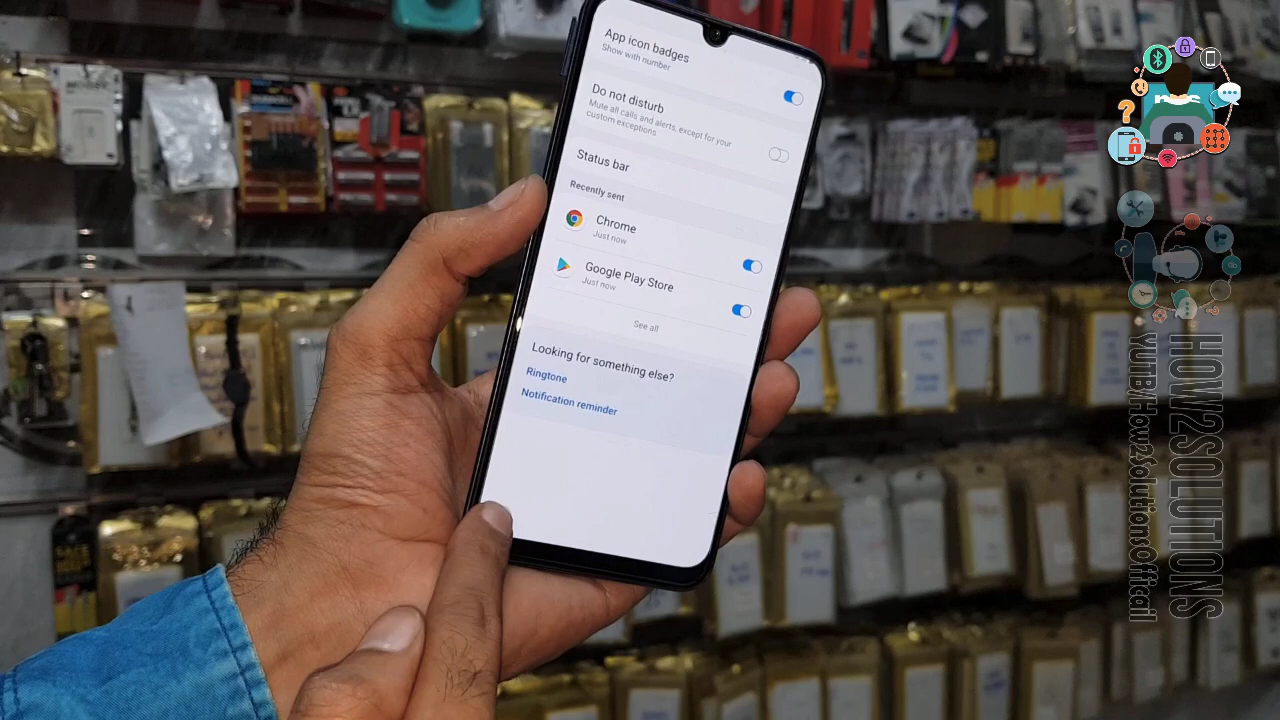 App icon badges
Show with number
Do not disturb
Mute all calls and alerts, except for your
custom exceptions
Status bar
Recently sent
Chrome
Just now
Google Play Store
Just now
See all
Looking for something else?
Ringtone
Notification reminder
HOW2SOLUTIONS
YUTB/How2SolutionsOfficail